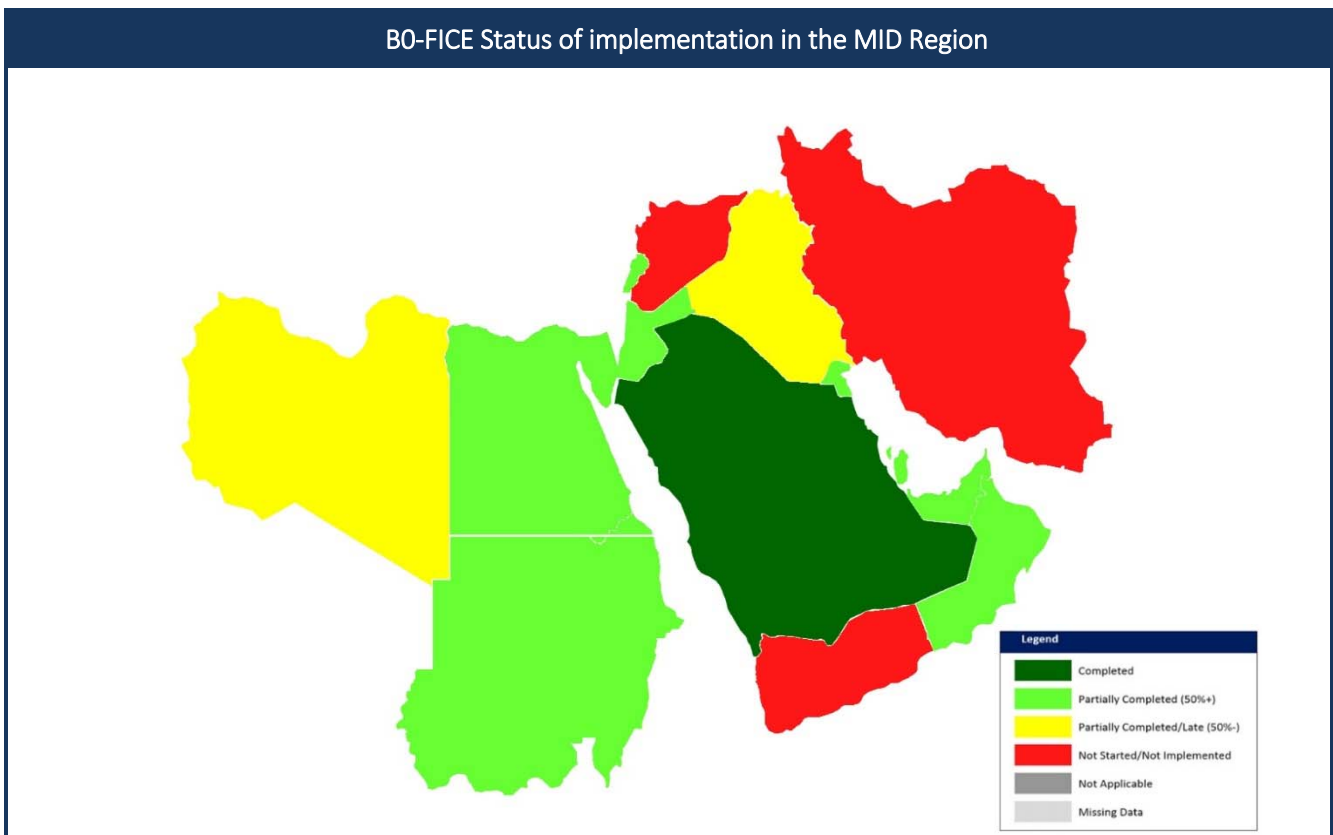 B0-FICE Status of implementation in the MID Region
Legend
Completed
Partially Completed (50%+)
Partially Completed/Late (50%-)
Not Started/Not Implemented
Not Applicable
Missing Data